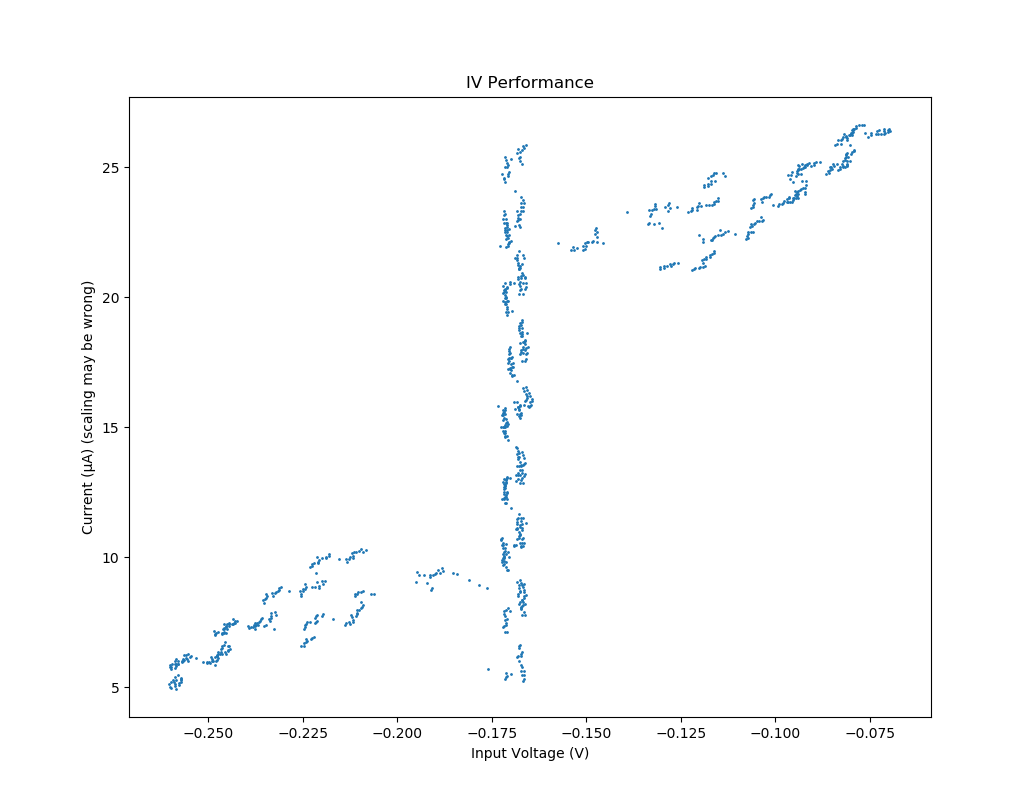 IV Performance
Current (µA) (scaling may be wrong)
25
20
15
10
5
−0.250 −0.225 −0.200 −0.175 −0.150 −0.125 −0.100 −0.075
Input Voltage (V)